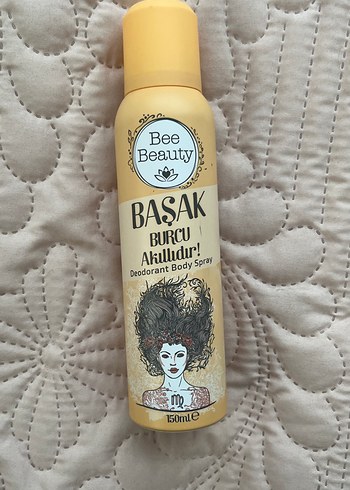 Bee
Beauty
BAŞAK
BURCU
Akıllıdır!
Deodorant Body Spray
♍
150ml ℮